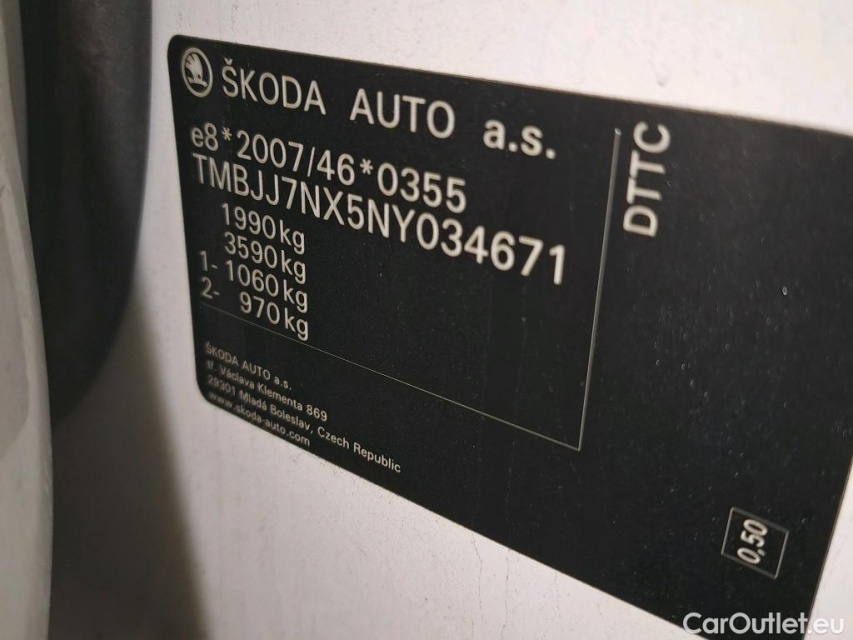 ŠKODA AUTO a.s.
e8*2007/46*0355
TMBJJ7NX5NY034671
1990kg
3590kg
1- 1060kg
2- 970kg
DTTC
ŠKODA AUTO a.s.
tř. Václava Klementa 869
29301 Mladá Boleslav, Czech Republic
www.skoda-auto.com
0,50
CarOutlet.eu